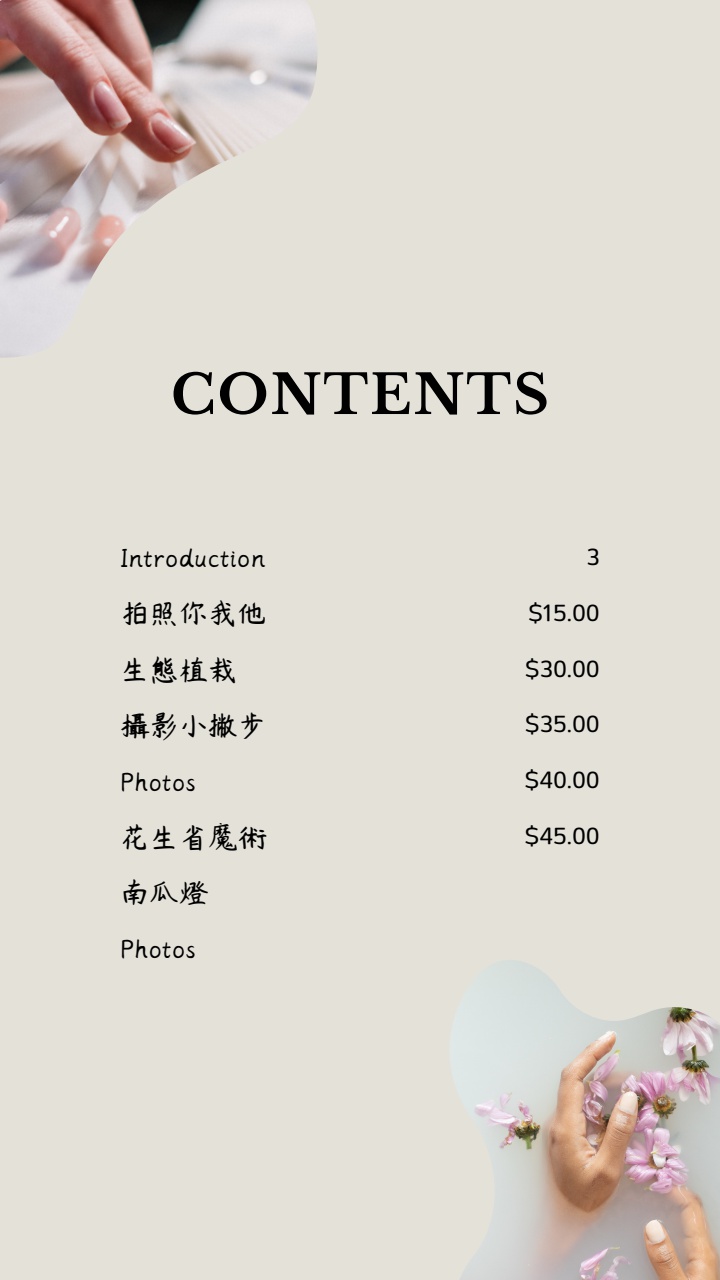 CONTENTS
Introduction 3
拍照你我他 $15.00
生態植栽 $30.00
攝影小撇步 $35.00
Photos $40.00
花生省魔術 $45.00
南瓜燈
Photos